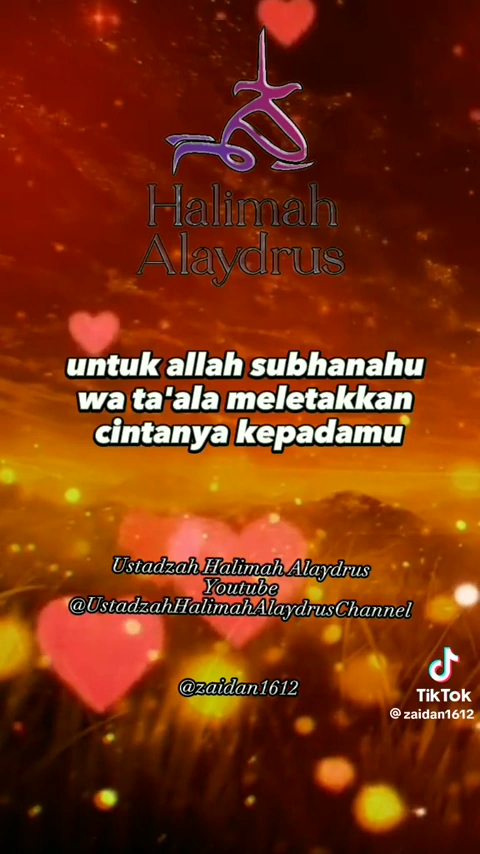 Halimah
Alaydrus
untuk allah subhanahu
wa ta'ala meletakkan
cintanya kepadamu
Ustadzah Halimah Alaydrus
Youtube
@UstadzahHalimahAlaydrusChannel
@zaidan1612
TikTok
@zaidan1612